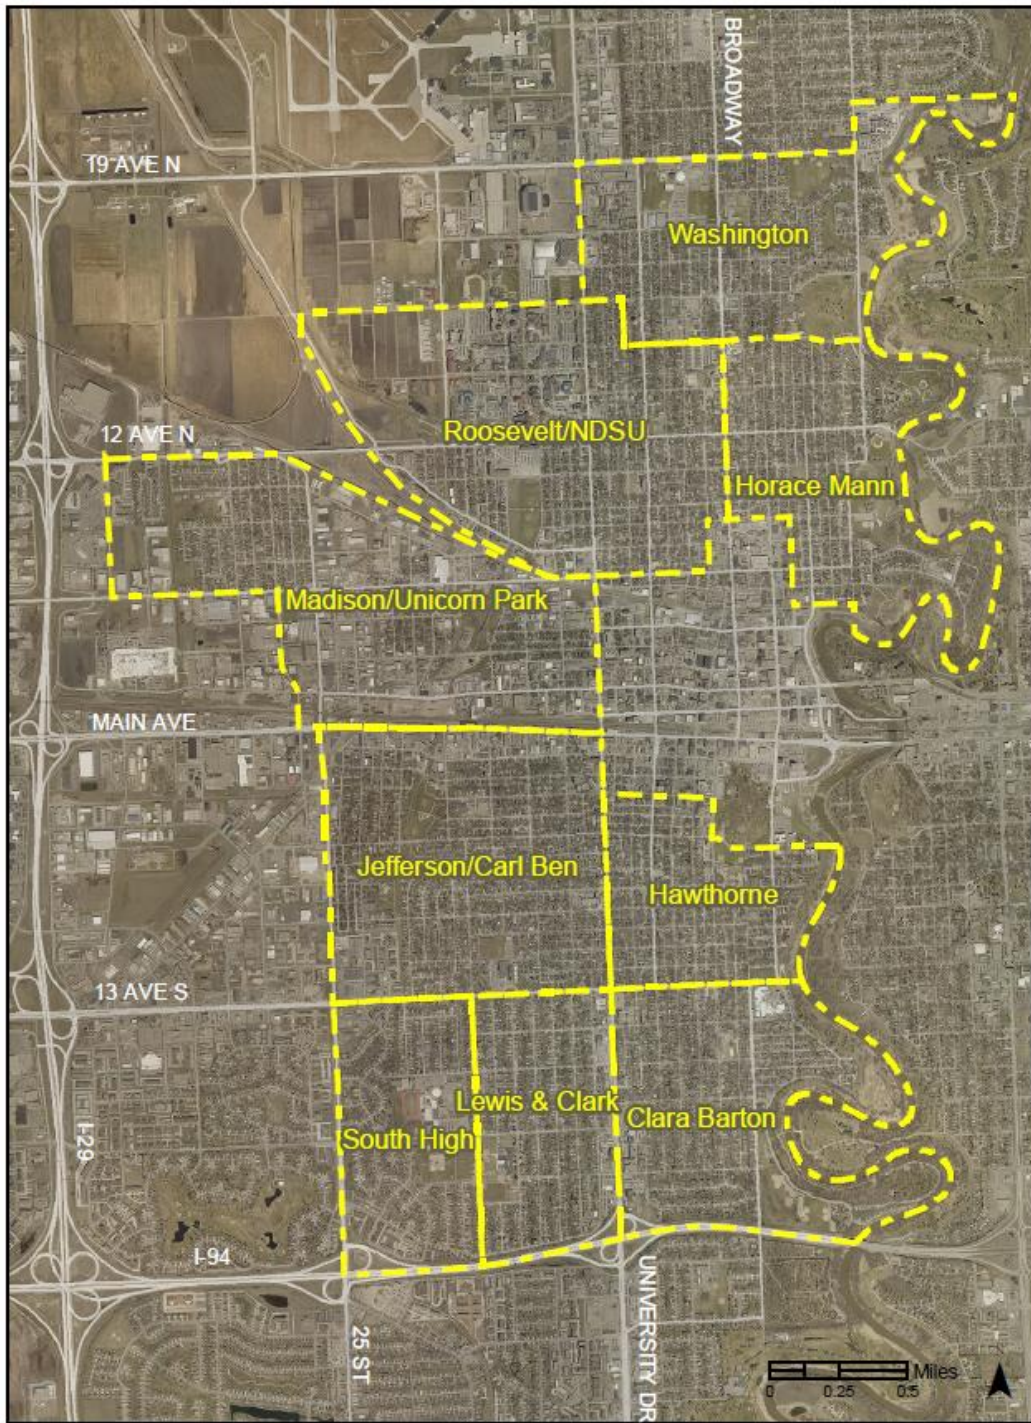 BROADWAY
19 AVE N
Washington
12 AVE N
Roosevelt/NDSU
Horace Mann
Madison/Unicorn Park
MAIN AVE
Jefferson/Carl Ben
Hawthorne
13 AVE S
Lewis & Clark
Clara Barton
South High
I-29
I-94
25 ST
UNIVERSITY DR
Miles
0 0.25 0.5